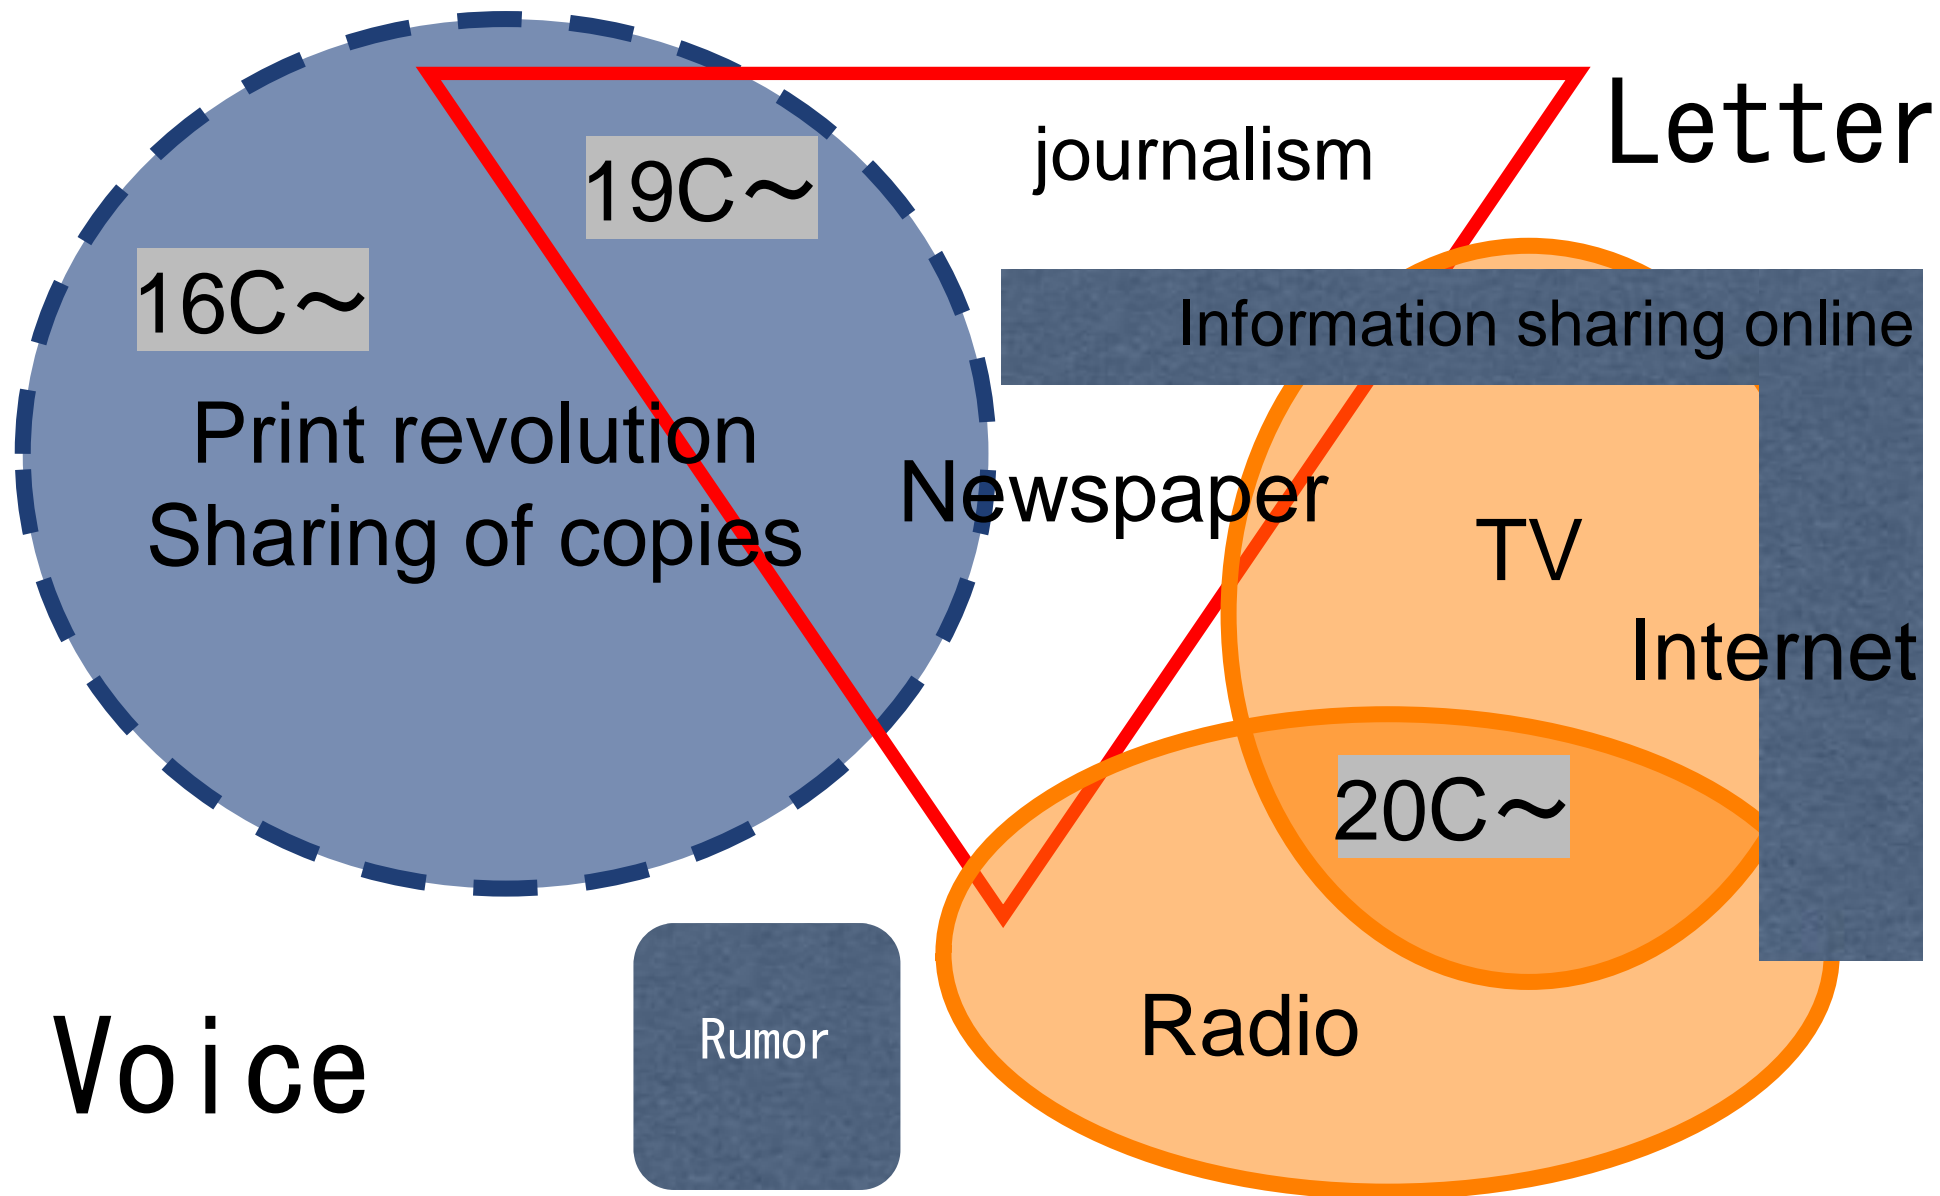 Letter
journalism
19C～
16C～
Information sharing online
Print revolution
Sharing of copies
Newspaper
TV
Internet
20C～
Radio
Rumor
Voice